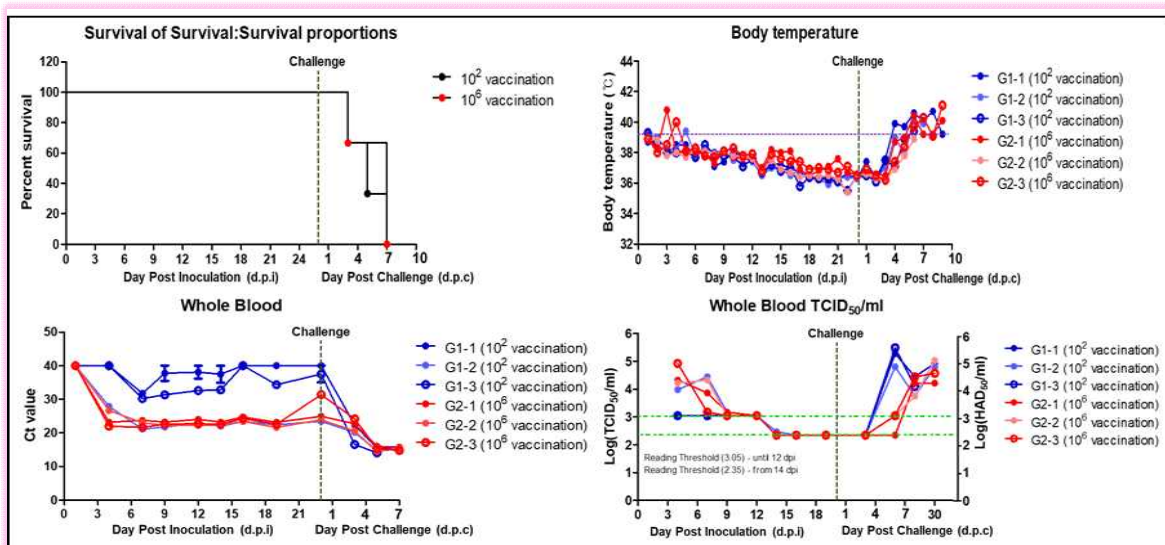 Survival of Survival:Survival proportions
Challenge
120
100
80
60
40
20
0
Percent survival
0 3 6 9 12 15 18 21 24 1 4 7 10
Day Post Inoculation (d.p.i) Day Post Challenge (d.p.c)
10² vaccination
10⁶ vaccination
Body temperature
Challenge
44
42
40
38
36
34
32
Body temperature (℃)
0 3 6 9 12 15 18 21 1 4 7 10
Day Post Inoculation (d.p.i) Day Post Challenge (d.p.c)
G1-1 (10² vaccination)
G1-2 (10² vaccination)
G1-3 (10² vaccination)
G2-1 (10⁶ vaccination)
G2-2 (10⁶ vaccination)
G2-3 (10⁶ vaccination)
Whole Blood
Challenge
50
40
30
20
10
0
Ct value
0 3 6 9 12 15 18 21 1 4 7
Day Post Inoculation (d.p.i) Day Post Challenge (d.p.c)
G1-1 (10² vaccination)
G1-2 (10² vaccination)
G1-3 (10² vaccination)
G2-1 (10⁶ vaccination)
G2-2 (10⁶ vaccination)
G2-3 (10⁶ vaccination)
Whole Blood TCID₅₀/ml
Challenge
6
5
4
3
2
1
0
Log(TCID₅₀/ml)
Reading Threshold (3.05) - until 12 dpi
Reading Threshold (2.35) - from 14 dpi
6
5
4
3
2
1
0
Log(HAD₅₀/ml)
0 3 6 9 12 15 18 1 4 7 30
Day Post Inoculation (d.p.i) Day Post Challenge (d.p.c)
G1-1 (10² vaccination)
G1-2 (10² vaccination)
G1-3 (10² vaccination)
G2-1 (10⁶ vaccination)
G2-2 (10⁶ vaccination)
G2-3 (10⁶ vaccination)